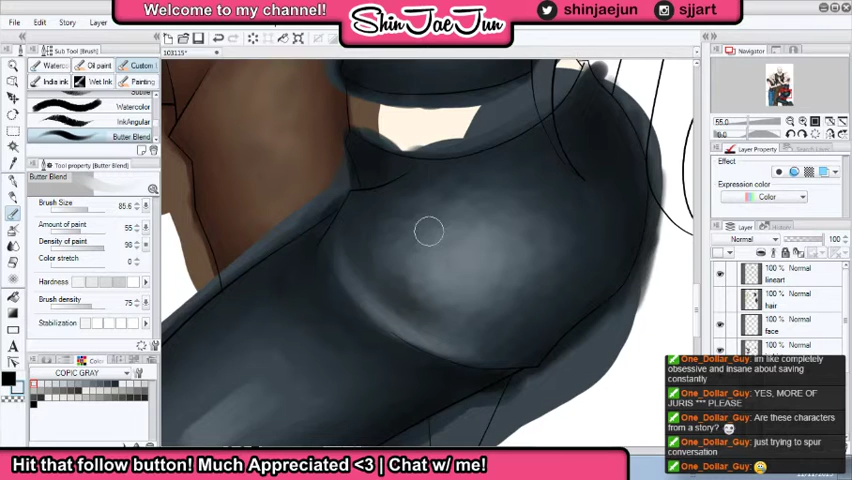 Welcome to my channel!
ShinJaeJun
shinjaejun
sjjart
File Edit Story Layer
Sub Tool [Brush]
103115*
Navigator
Waterco
Oil paint
Custom
India ink
Wet Ink
Painting
Watercolor
InkAngular
Butter Blend
Tool property [Butter Blend]
Butter Blend
Brush Size 85.6
Amount of paint 55
Density of paint 98
Color stretch 0
Hardness
Brush density 75
Stabilization
COPIC COLOR
55.0
0.0
Layer Property
Effect
Expression color
Color
Layer
Normal 100
100 % Normal
lineart
100 % Normal
hair
100 % Normal
face
100 % Normal
One_Dollar_Guy: im like completely
obsessive and insane about saving
constantly
One_Dollar_Guy: YES, MORE OF
JURIS *** PLEASE
One_Dollar_Guy: Are these characters
from a story?
One_Dollar_Guy: just trying to spur
conversation
One_Dollar_Guy:
Hit that follow button! Much Appreciated <3 | Chat w/ me!